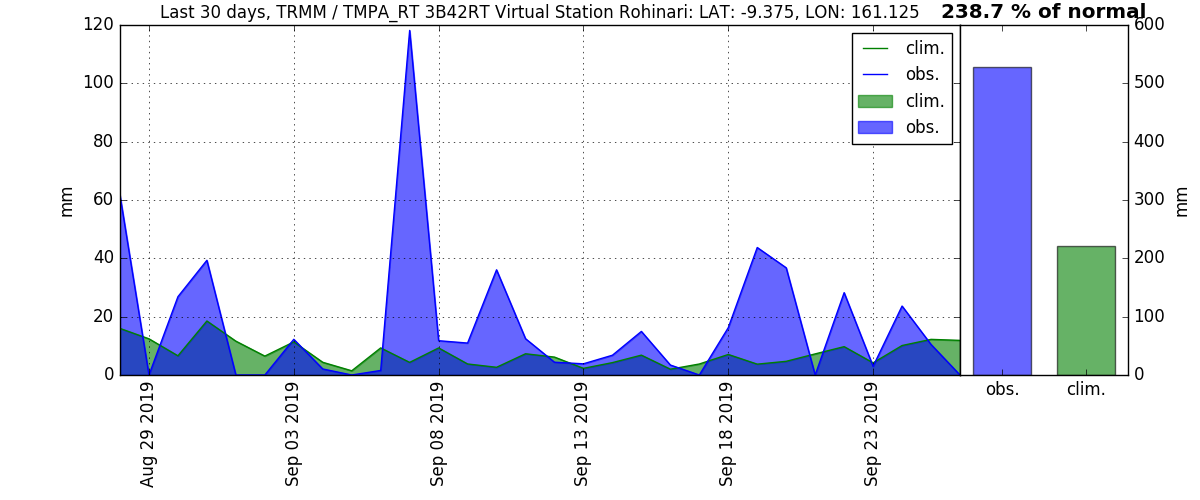 Last 30 days, TRMM / TMPA_RT 3B42RT Virtual Station Rohinari: LAT: -9.375, LON: 161.125
238.7 % of normal
120
100
80
60
40
20
0
mm
clim.
obs.
clim.
obs.
600
500
400
300
200
100
0
mm
Aug 29 2019
Sep 03 2019
Sep 08 2019
Sep 13 2019
Sep 18 2019
Sep 23 2019
obs.
clim.